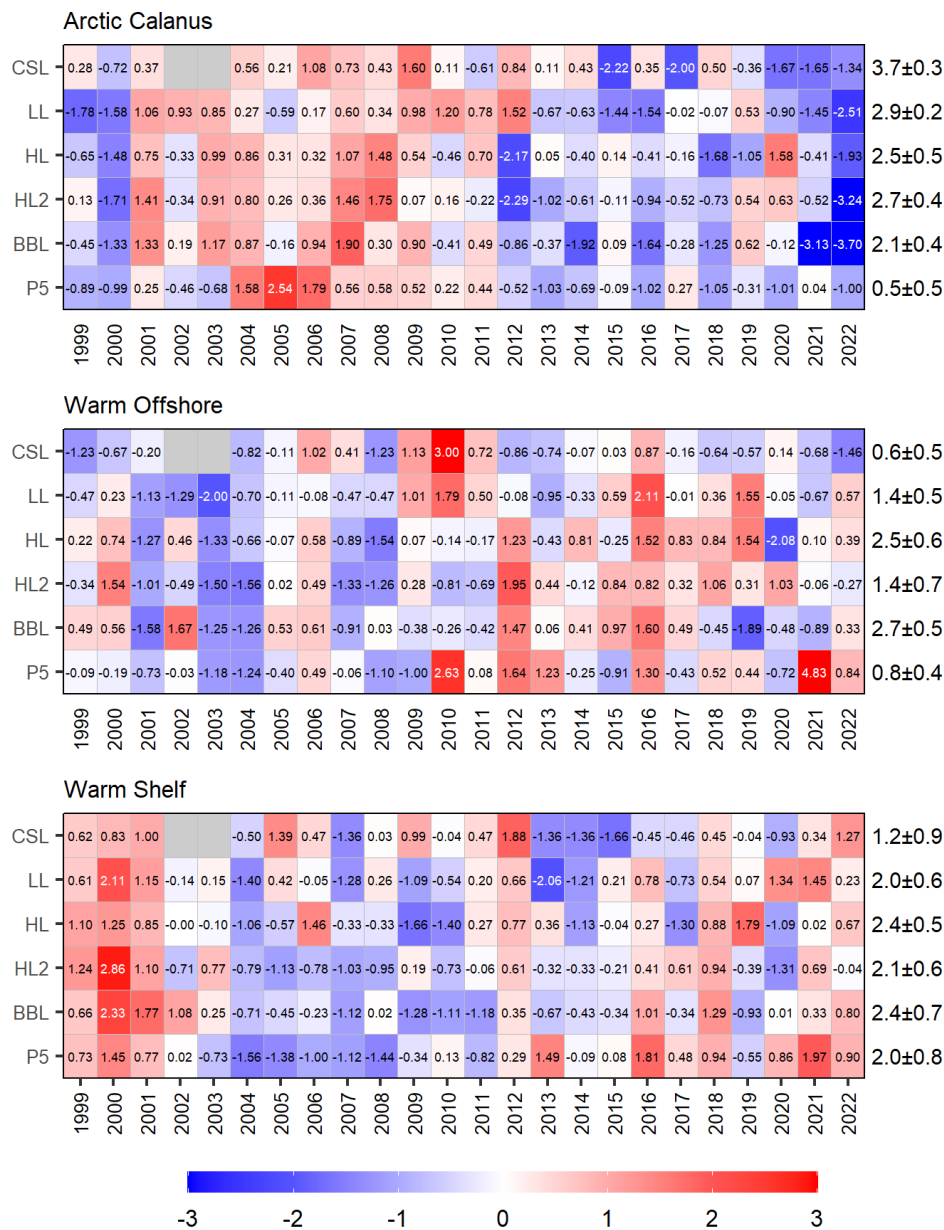 Arctic Calanus
CSL 0.28 -0.72 0.37 0.56 0.21 1.08 0.73 0.43 1.60 0.11 -0.61 0.84 0.11 0.43 -2.22 0.35 -2.00 0.50 -0.36 -1.67 -1.65 -1.34 3.7±0.3
LL -1.78 -1.58 1.06 0.93 0.85 0.27 -0.59 0.17 0.60 0.34 0.98 1.20 0.78 1.52 -0.67 -0.63 -1.44 -1.54 -0.02 -0.07 0.53 -0.90 -1.45 -2.51 2.9±0.2
HL -0.65 -1.48 0.75 -0.33 0.99 0.86 0.31 0.32 1.07 1.48 0.54 -0.46 0.70 -2.17 0.05 -0.40 0.14 -0.41 -0.16 -1.68 -1.05 1.58 -0.41 -1.93 2.5±0.5
HL2 0.13 -1.71 1.41 -0.34 0.91 0.80 0.26 0.36 1.46 1.75 0.07 0.16 -0.22 -2.29 -1.02 -0.61 -0.11 -0.94 -0.52 -0.73 0.54 0.63 -0.52 -3.24 2.7±0.4
BBL -0.45 -1.33 1.33 0.19 1.17 0.87 -0.16 0.94 1.90 0.30 0.90 -0.41 0.49 -0.86 -0.37 -1.92 0.09 -1.64 -0.28 -1.25 0.62 -0.12 -3.13 -3.70 2.1±0.4
P5 -0.89 -0.99 0.25 -0.46 -0.68 1.58 2.54 1.79 0.56 0.58 0.52 0.22 0.44 -0.52 -1.03 -0.69 -0.09 -1.02 0.27 -1.05 -0.31 -1.01 0.04 -1.00 0.5±0.5
1999 2000 2001 2002 2003 2004 2005 2006 2007 2008 2009 2010 2011 2012 2013 2014 2015 2016 2017 2018 2019 2020 2021 2022
Warm Offshore
CSL -1.23 -0.67 -0.20 -0.82 -0.11 1.02 0.41 -1.23 1.13 3.00 0.72 -0.86 -0.74 -0.07 0.03 0.87 -0.16 -0.64 -0.57 0.14 -0.68 -1.46 0.6±0.5
LL -0.47 0.23 -1.13 -1.29 -2.00 -0.70 -0.11 -0.08 -0.47 -0.47 1.01 1.79 0.50 -0.08 -0.95 -0.33 0.59 2.11 -0.01 0.36 1.55 -0.05 -0.67 0.57 1.4±0.5
HL 0.22 0.74 -1.27 0.46 -1.33 -0.66 -0.07 0.58 -0.89 -1.54 0.07 -0.14 -0.17 1.23 -0.43 0.81 -0.25 1.52 0.83 0.84 1.54 -2.08 0.10 0.39 2.5±0.6
HL2 -0.34 1.54 -1.01 -0.49 -1.50 -1.56 0.02 0.49 -1.33 -1.26 0.28 -0.81 -0.69 1.95 0.44 -0.12 0.84 0.82 0.32 1.06 0.31 1.03 -0.06 -0.27 1.4±0.7
BBL 0.49 0.56 -1.58 1.67 -1.25 -1.26 0.53 0.61 -0.91 0.03 -0.38 -0.26 -0.42 1.47 0.06 0.41 0.97 1.60 0.49 -0.45 -1.89 -0.48 -0.89 0.33 2.7±0.5
P5 -0.09 -0.19 -0.73 -0.03 -1.18 -1.24 -0.40 0.49 -0.06 -1.10 -1.00 2.63 0.08 1.64 1.23 -0.25 -0.91 1.30 -0.43 0.52 0.44 -0.72 4.83 0.84 0.8±0.4
1999 2000 2001 2002 2003 2004 2005 2006 2007 2008 2009 2010 2011 2012 2013 2014 2015 2016 2017 2018 2019 2020 2021 2022
Warm Shelf
CSL 0.62 0.83 1.00 -0.50 1.39 0.47 -1.36 0.03 0.99 -0.04 0.47 1.88 -1.36 -1.36 -1.66 -0.45 -0.46 0.45 -0.04 -0.93 0.34 1.27 1.2±0.9
LL 0.61 2.11 1.15 -0.14 0.15 -1.40 0.42 -0.05 -1.28 0.26 -1.09 -0.54 0.20 0.66 -2.06 -1.21 0.21 0.78 -0.73 0.54 0.07 1.34 1.45 0.23 2.0±0.6
HL 1.10 1.25 0.85 -0.00 -0.10 -1.06 -0.57 1.46 -0.33 -0.33 -1.66 -1.40 0.27 0.77 0.36 -1.13 -0.04 0.27 -1.30 0.88 1.79 -1.09 0.02 0.67 2.4±0.5
HL2 1.24 2.86 1.10 -0.71 0.77 -0.79 -1.13 -0.78 -1.03 -0.95 0.19 -0.73 -0.06 0.61 -0.32 -0.33 -0.21 0.41 0.61 0.94 -0.39 -1.31 0.69 -0.04 2.1±0.6
BBL 0.66 2.33 1.77 1.08 0.25 -0.71 -0.45 -0.23 -1.12 0.02 -1.28 -1.11 -1.18 0.35 -0.67 -0.43 -0.34 1.01 -0.34 1.29 -0.93 0.01 0.33 0.80 2.4±0.7
P5 0.73 1.45 0.77 0.02 -0.73 -1.56 -1.38 -1.00 -1.12 -1.44 -0.34 0.13 -0.82 0.29 1.49 -0.09 0.08 1.81 0.48 0.94 -0.55 0.86 1.97 0.90 2.0±0.8
1999 2000 2001 2002 2003 2004 2005 2006 2007 2008 2009 2010 2011 2012 2013 2014 2015 2016 2017 2018 2019 2020 2021 2022
-3 -2 -1 0 1 2 3